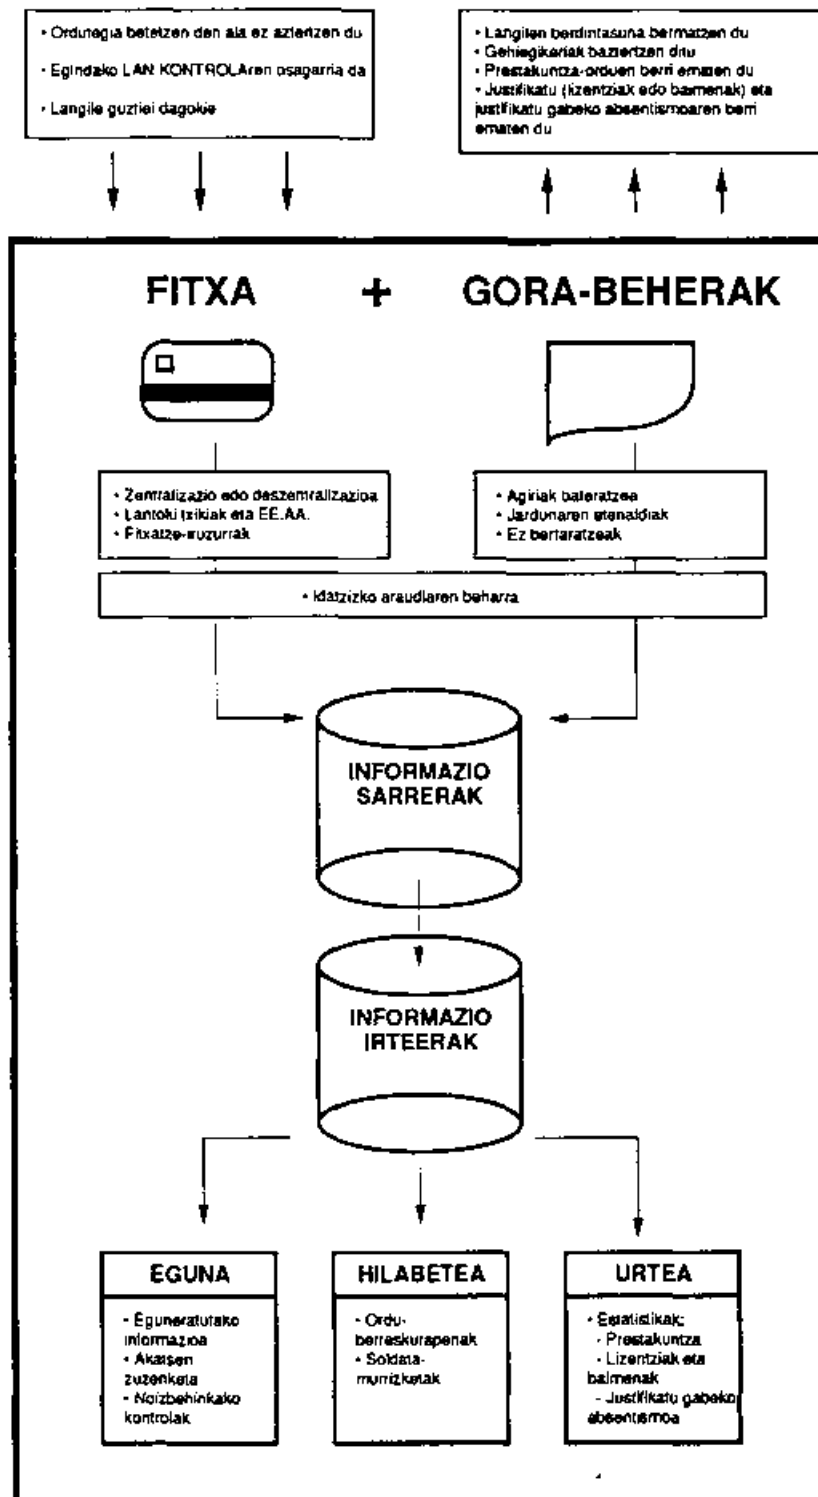 • Ordutegia betetzen den ala ez aztertzen du
• Egindako LAN KONTROLAren osagarria da
• Langile guztiei dagokie
• Langileen berdintasuna bermatzen du
• Gehiegikeriak baztertzen ditu
• Prestakuntza-orduen berri ematen du
• Justifikatu (lizentziak edo baimenak) eta
justifikatu gabeko absentismoaren berri
ematen du
FITXA + GORA-BEHERAK
• Zentralizazio edo deszentralizazioa
• Lantoki txikiak eta EE.AA.
• Fitxatze-iruzurrak
• Agiriak bateratzea
• Jardunaren etenaldiak
• Ez bertaratzeak
• Idatzizko araudiaren beharra
INFORMAZIO
SARRERAK
INFORMAZIO
IRTEERAK
EGUNA
• Eguneratutako
informazioa
• Akatsen
zuzenketa
• Noizbehinkako
kontrolak
HILABETEA
• Ordu-
berreskurapenak
• Soldata-
murrizketak
URTEA
• Estatistikak:
- Prestakuntza
- Lizentziak eta
baimenak
- Justifikatu gabeko
absentismoa